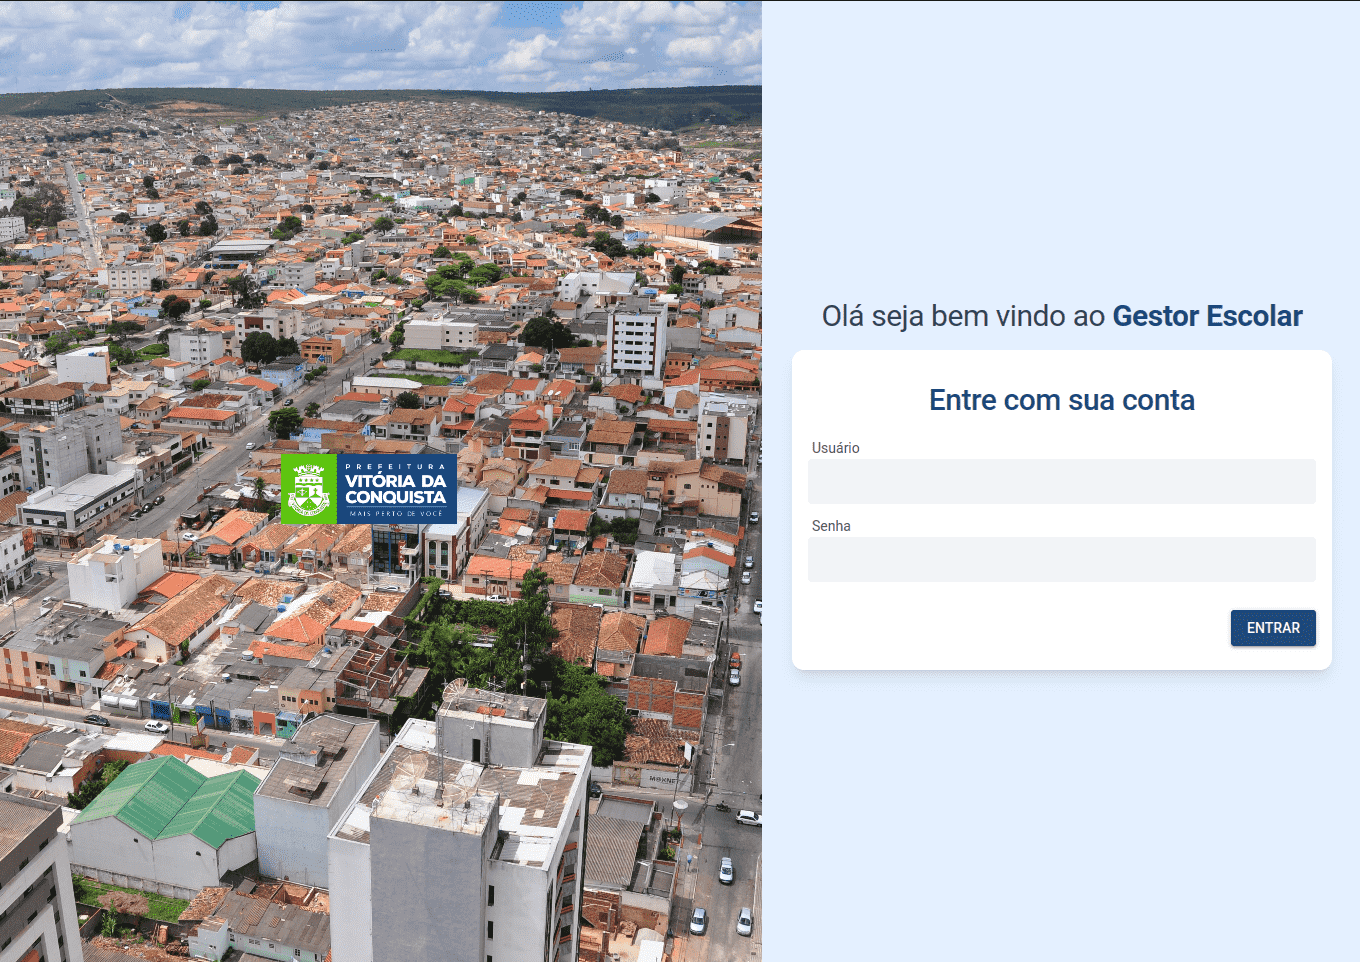 PREFEITURA
VITÓRIA DA
CONQUISTA
MAIS PERTO DE VOCÊ
Olá seja bem vindo ao Gestor Escolar
Entre com sua conta
Usuário
Senha
ENTRAR